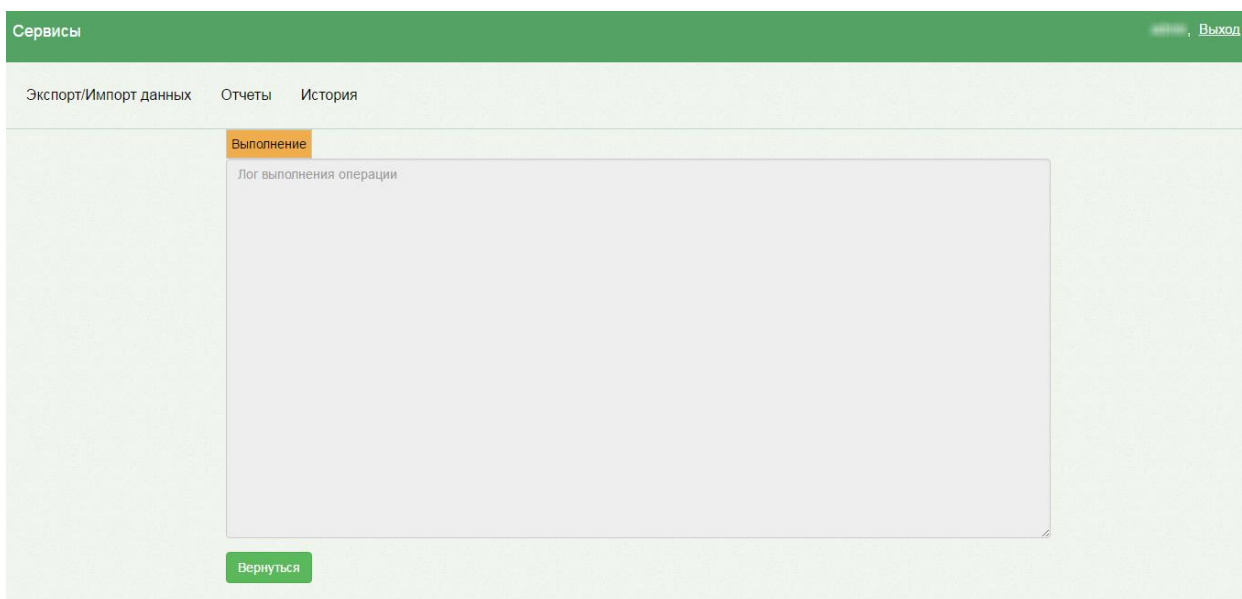 Сервисы
, Выход
Экспорт/Импорт данных Отчеты История
Выполнение
Лог выполнения операции
Вернуться